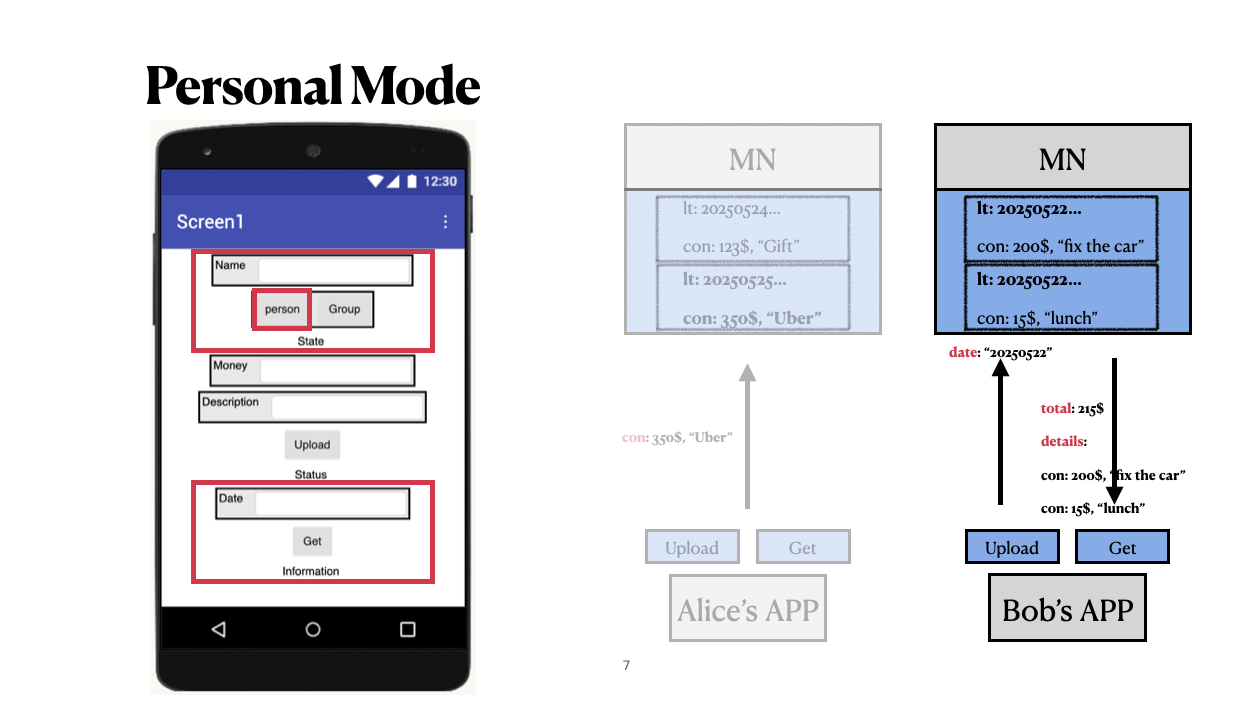 Personal Mode
12:30
Screen1
Name
person
Group
State
Money
Description
Upload
Status
Date
Get
Information
MN
lt: 20250524...
con: 123$, “Gift”
lt: 20250525...
con: 350$, “Uber”
con: 350$, “Uber”
Upload
Get
Alice’s APP
MN
lt: 20250522...
con: 200$, “fix the car”
lt: 20250522...
con: 15$, “lunch”
date: “20250522”
total: 215$
details:
con: 200$, “fix the car”
con: 15$, “lunch”
Upload
Get
Bob’s APP
7